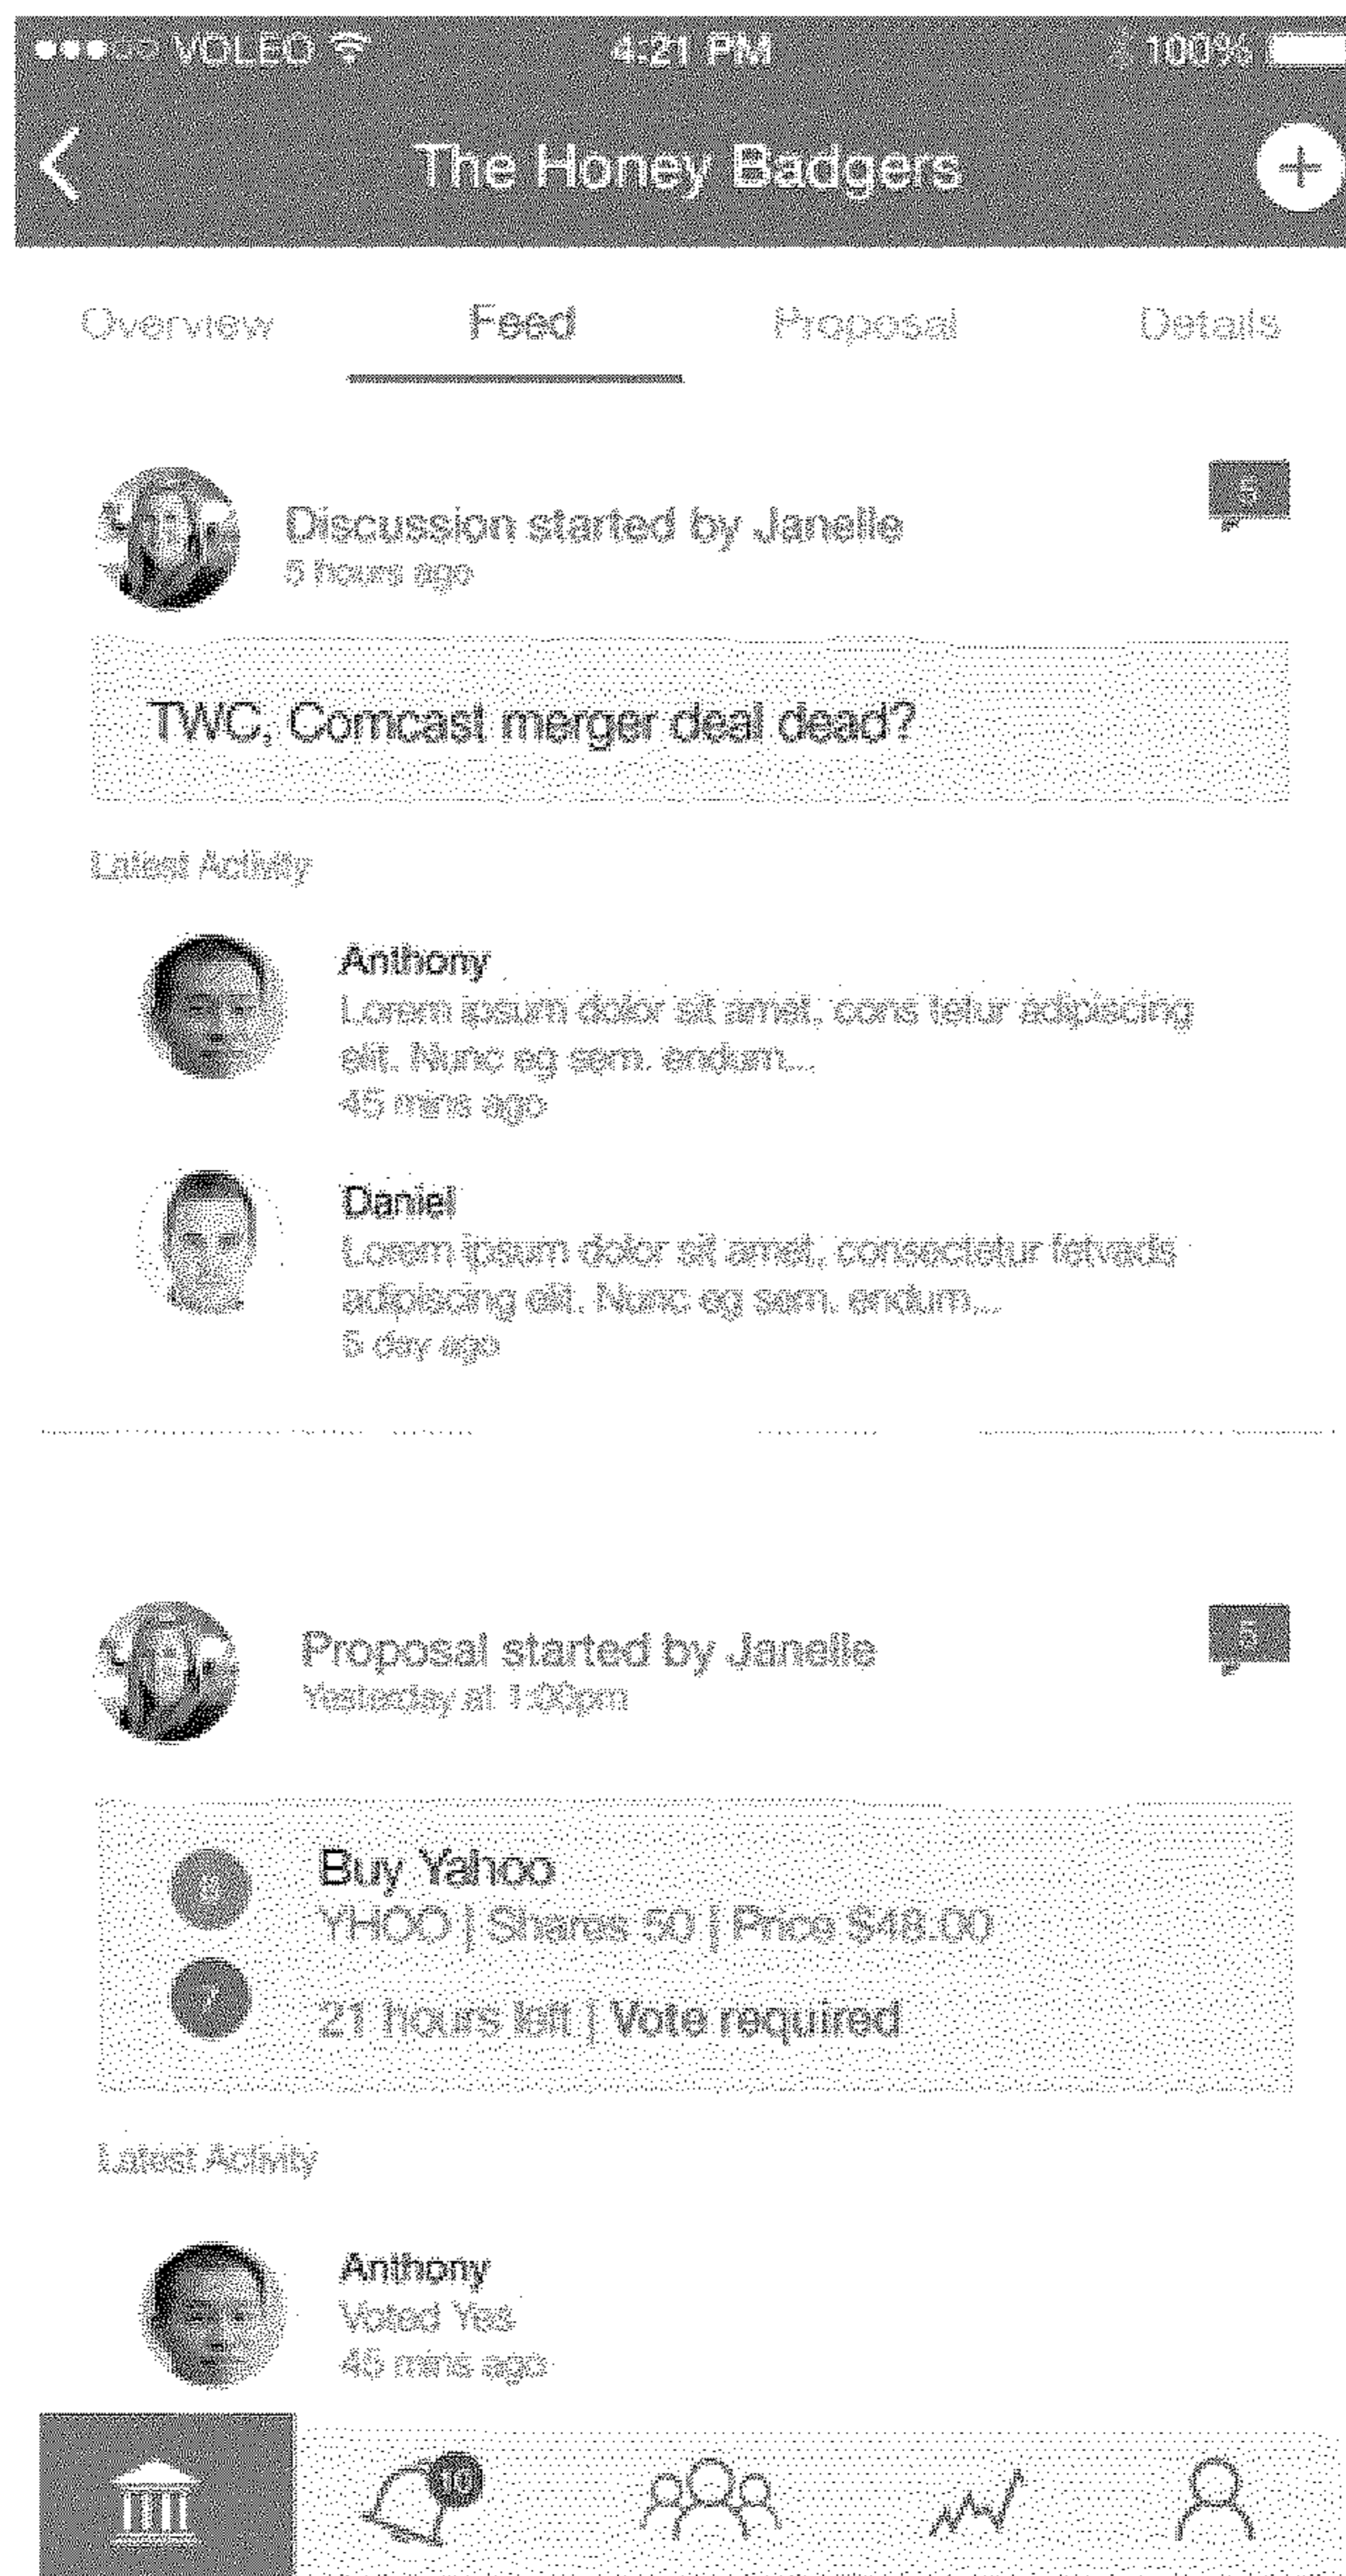 VOLEO 4:21 PM 100%
The Honey Badgers
+
Overview Feed Proposal Details
Discussion started by Janelle 5
5 hours ago
TWC, Comcast merger deal dead?
Latest Activity
Anthony
Lorem ipsum dolor sit amet, cons tetur adipiscing
elit. Nunc eg sem. endum...
45 mins ago
Daniel
Lorem ipsum dolor sit amet, consectetur fetvads
adipiscing elit. Nunc eg sem. endum...
5 day ago
Proposal started by Janelle
Yesterday at 1:00pm
Buy Yahoo
YHOO | Shares 50 | Price $48.00
21 hours left | Vote required
Latest Activity
Anthony
Voted Yes
45 mins ago
10